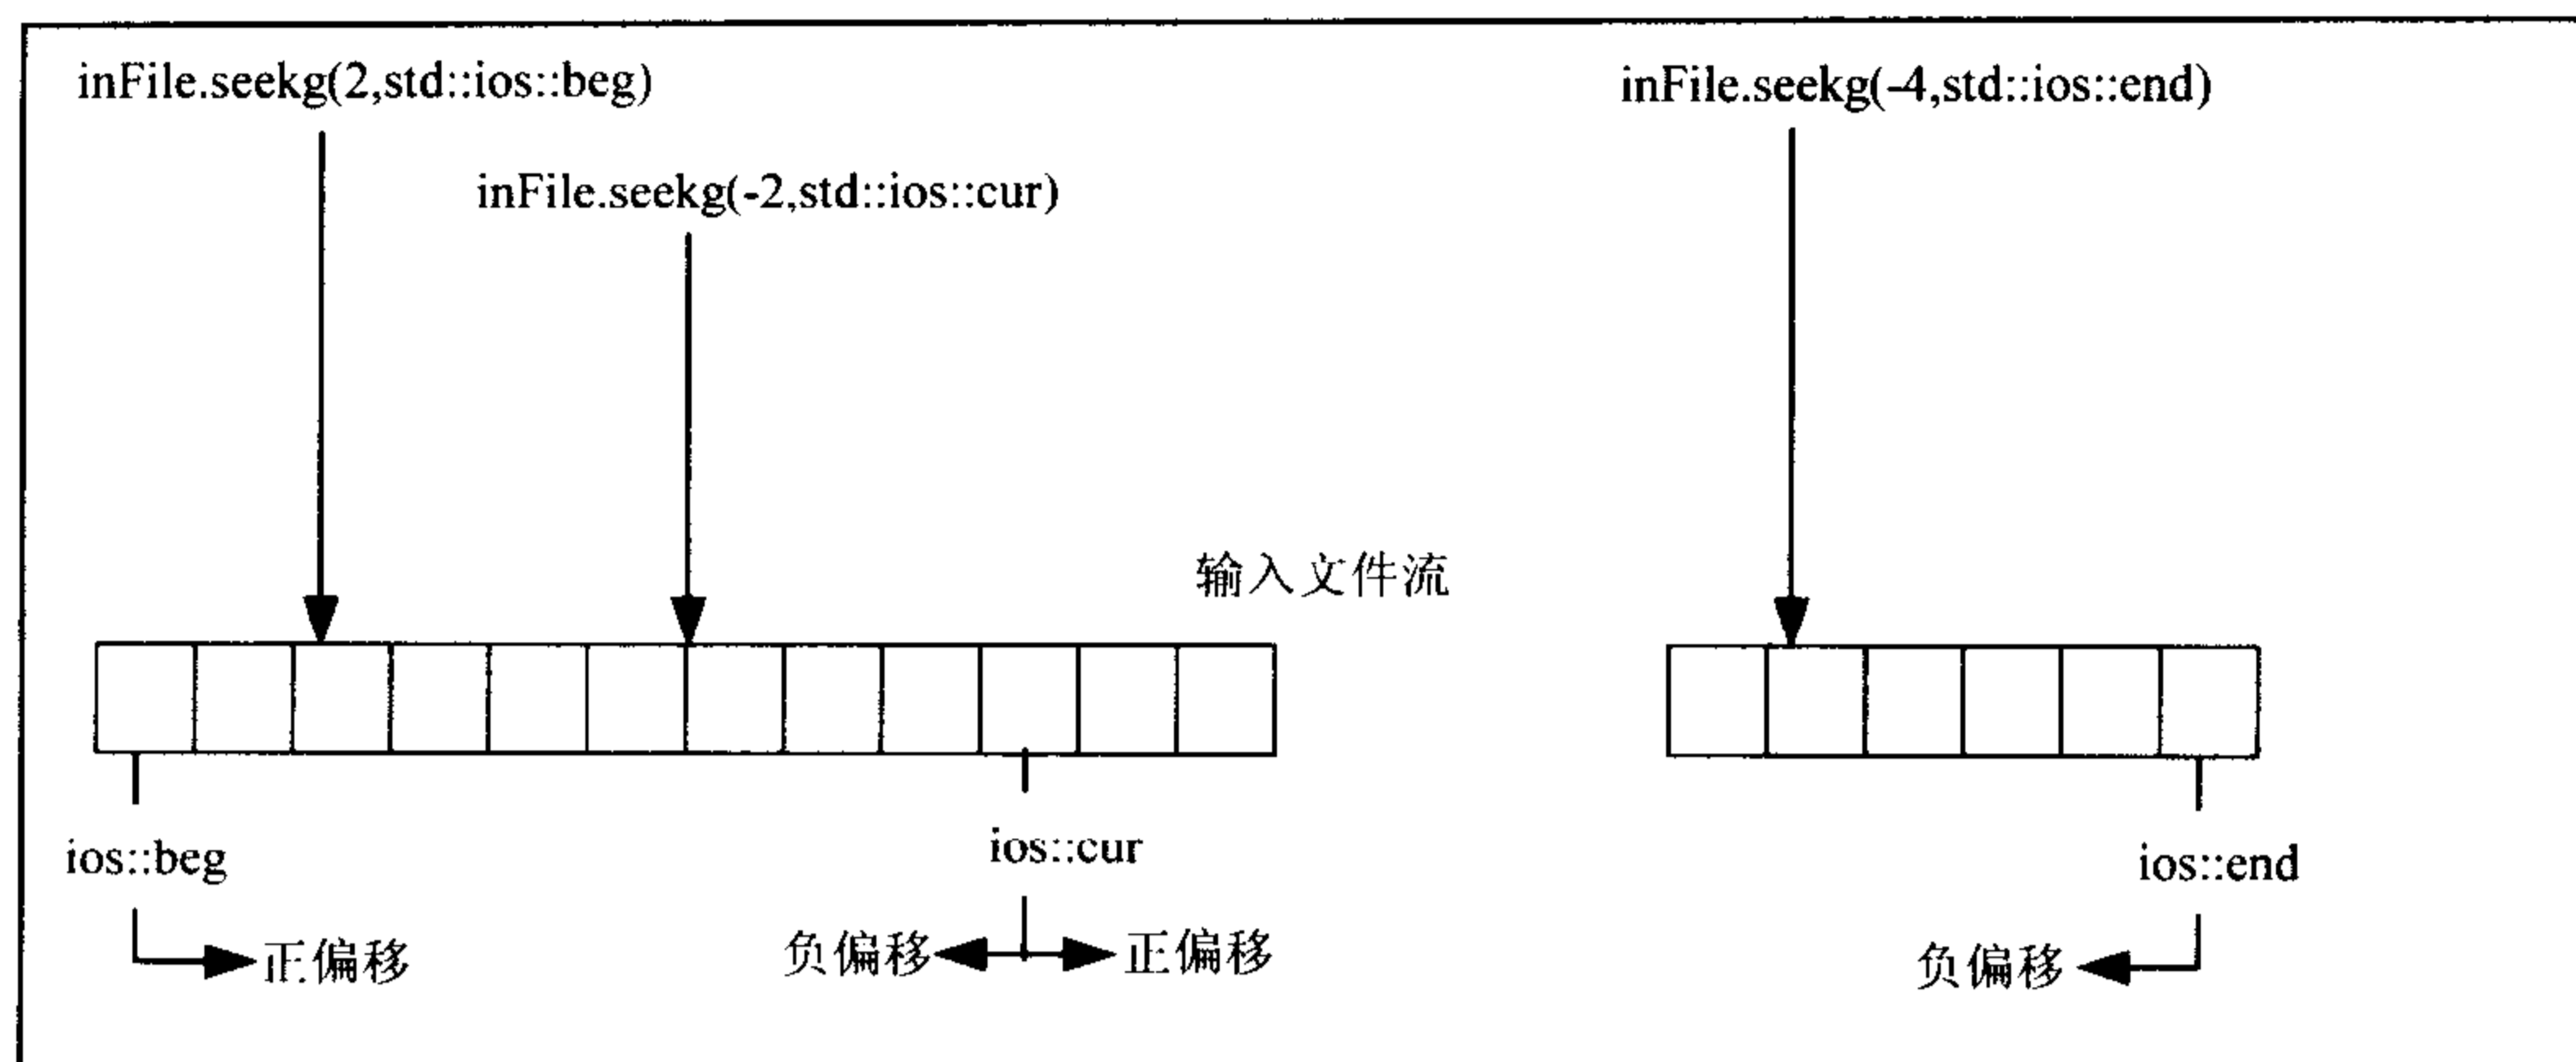 inFile.seekg(2,std::ios::beg)
inFile.seekg(-4,std::ios::end)
inFile.seekg(-2,std::ios::cur)
输入文件流
ios::beg
ios::cur
ios::end
正偏移
负偏移
正偏移
负偏移